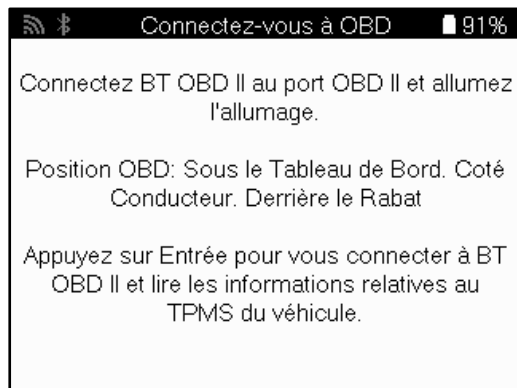 Connectez-vous à OBD 91%
Connectez BT OBD II au port OBD II et allumez
l'allumage.
Position OBD: Sous le Tableau de Bord. Coté
Conducteur. Derrière le Rabat
Appuyez sur Entrée pour vous connecter à BT
OBD II et lire les informations relatives au
TPMS du véhicule.